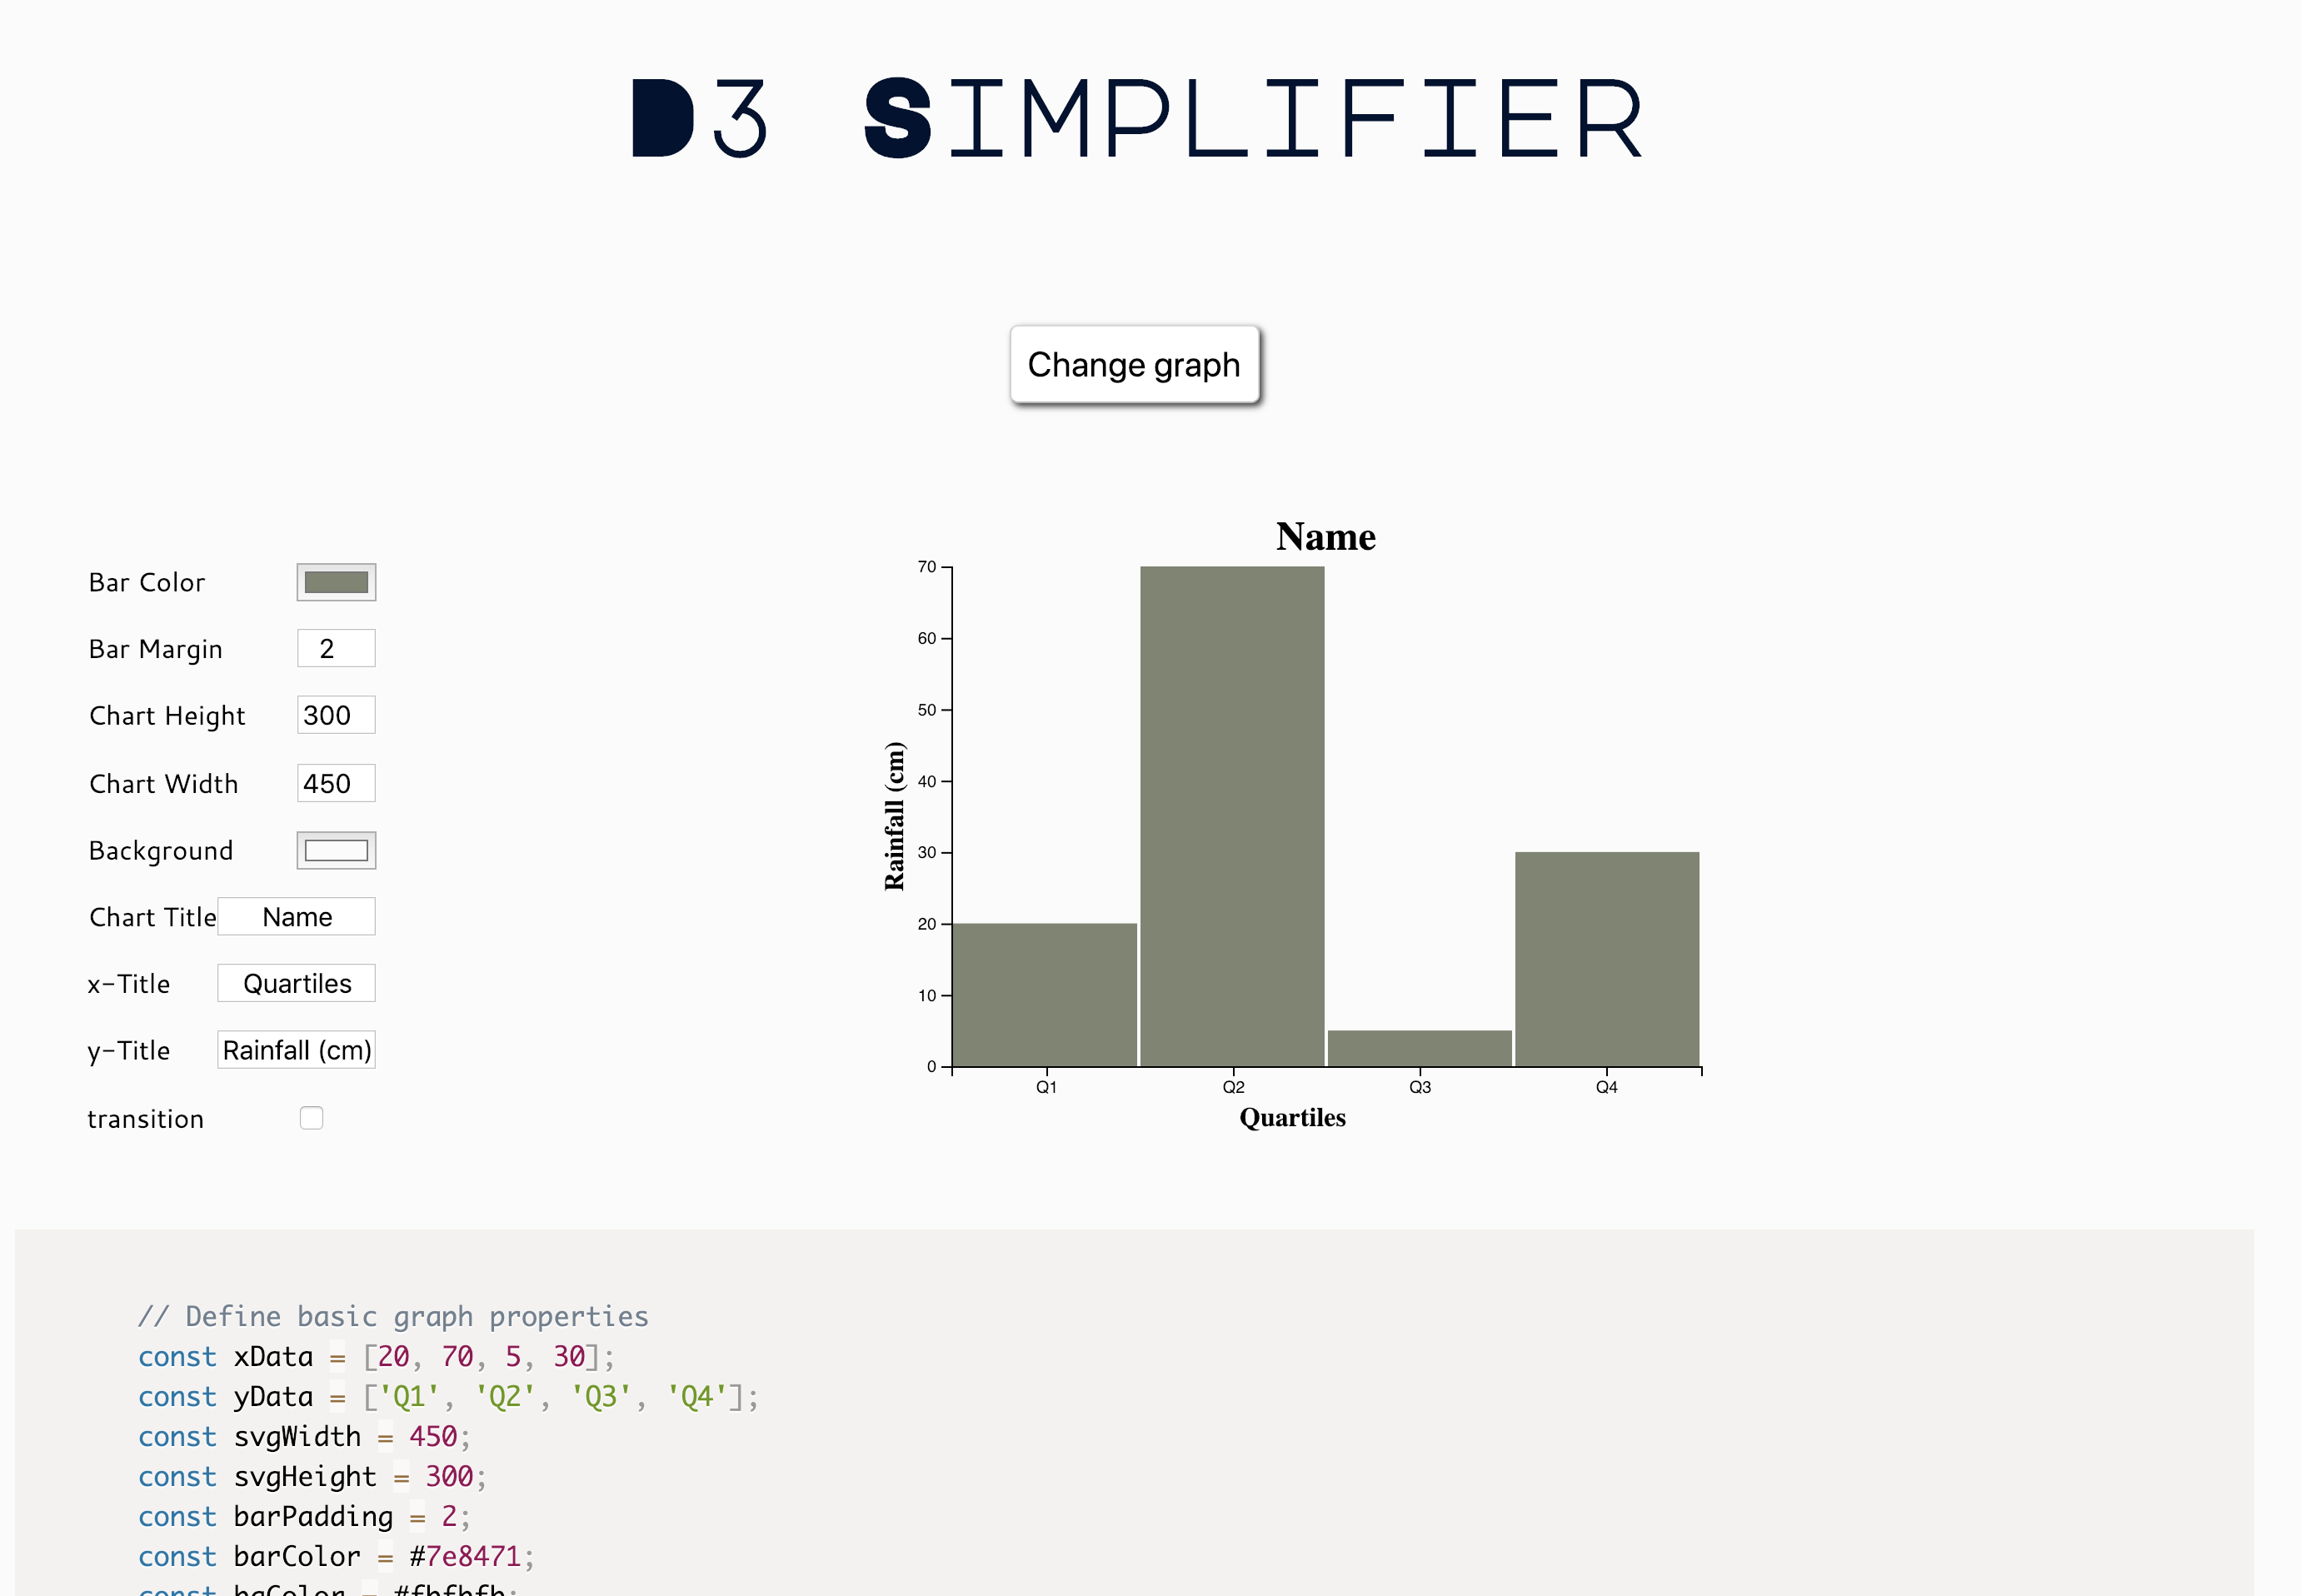 D3 SIMPLIFIER
Change graph
Bar Color
Bar Margin 2
Chart Height 300
Chart Width 450
Background
Chart Title Name
x-Title Quartiles
y-Title Rainfall (cm)
transition
Name
Rainfall (cm)
70
60
50
40
30
20
10
0
Q1 Q2 Q3 Q4
Quartiles
// Define basic graph properties
const xData = [20, 70, 5, 30];
const yData = ['Q1', 'Q2', 'Q3', 'Q4'];
const svgWidth = 450;
const svgHeight = 300;
const barPadding = 2;
const barColor = #7e8471;
const bgColor = #fbfbfb;